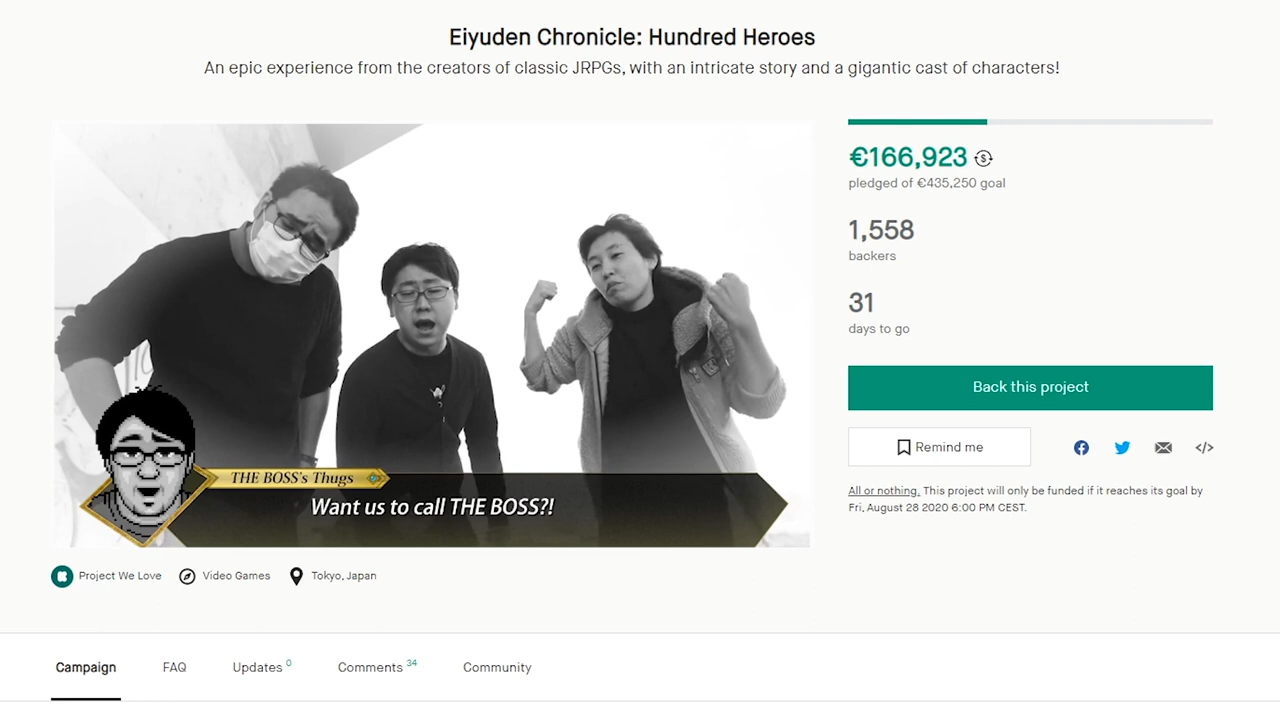 Eiyuden Chronicle: Hundred Heroes
An epic experience from the creators of classic JRPGs, with an intricate story and a gigantic cast of characters!
THE BOSS's Thugs
Want us to call THE BOSS?!
€166,923
pledged of €435,250 goal
1,558
backers
31
days to go
Back this project
Remind me
All or nothing. This project will only be funded if it reaches its goal by
Fri, August 28 2020 6:00 PM CEST.
Project We Love
Video Games
Tokyo, Japan
Campaign
FAQ
Updates 0
Comments 34
Community